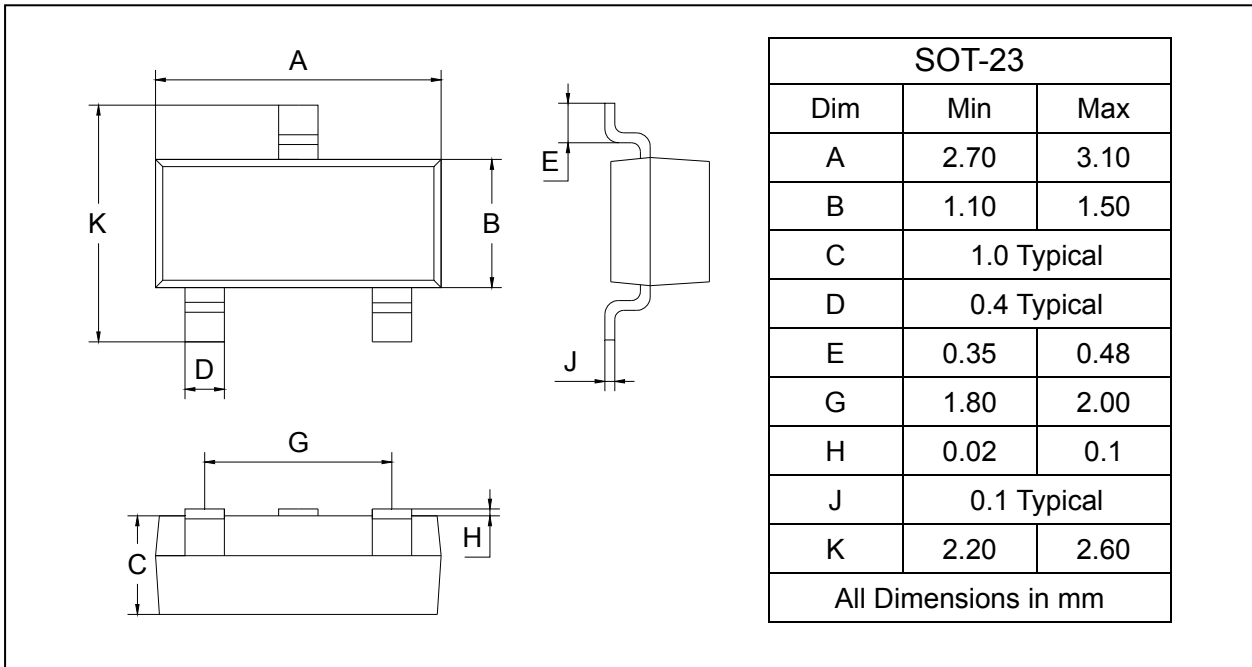 A
K
B
D
E
J
G
C
H
SOT-23
Dim Min Max
A 2.70 3.10
B 1.10 1.50
C 1.0 Typical
D 0.4 Typical
E 0.35 0.48
G 1.80 2.00
H 0.02 0.1
J 0.1 Typical
K 2.20 2.60
All Dimensions in mm